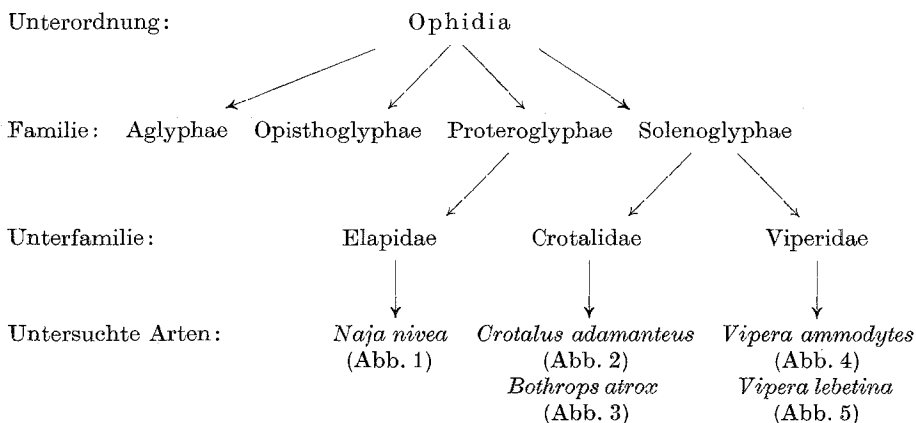 Unterordnung: Ophidia
Familie: Aglyphae Opisthoglyphae Proteroglyphae Solenoglyphae
Unterfamilie: Elapidae Crotalidae Viperidae
Untersuchte Arten: Naja nivea Crotalus adamanteus Vipera ammodytes
(Abb. 1) (Abb. 2) (Abb. 4)
Bothrops atrox Vipera lebetina
(Abb. 3) (Abb. 5)